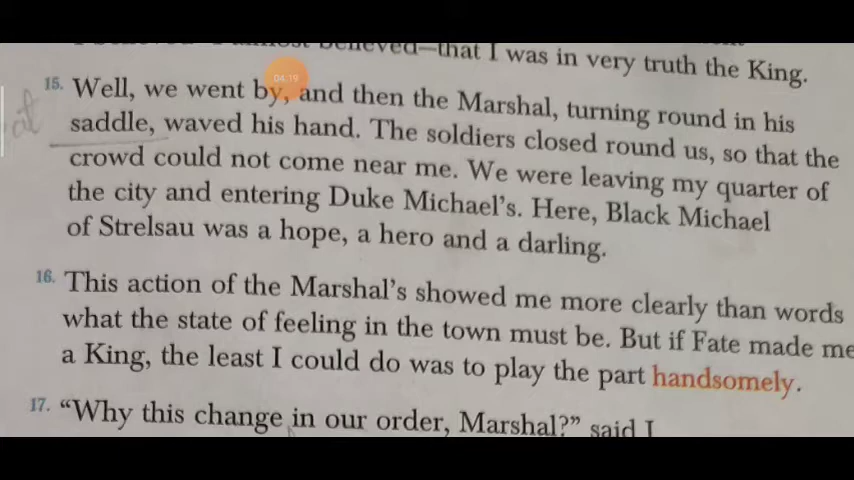 believed—that I was in very truth the King.
15. Well, we went by, and then the Marshal, turning round in his
saddle, waved his hand. The soldiers closed round us, so that the
crowd could not come near me. We were leaving my quarter of
the city and entering Duke Michael's. Here, Black Michael
of Strelsau was a hope, a hero and a darling.
16. This action of the Marshal's showed me more clearly than words
what the state of feeling in the town must be. But if Fate made me
a King, the least I could do was to play the part handsomely.
17. “Why this change in our order, Marshal?” said I
04:19